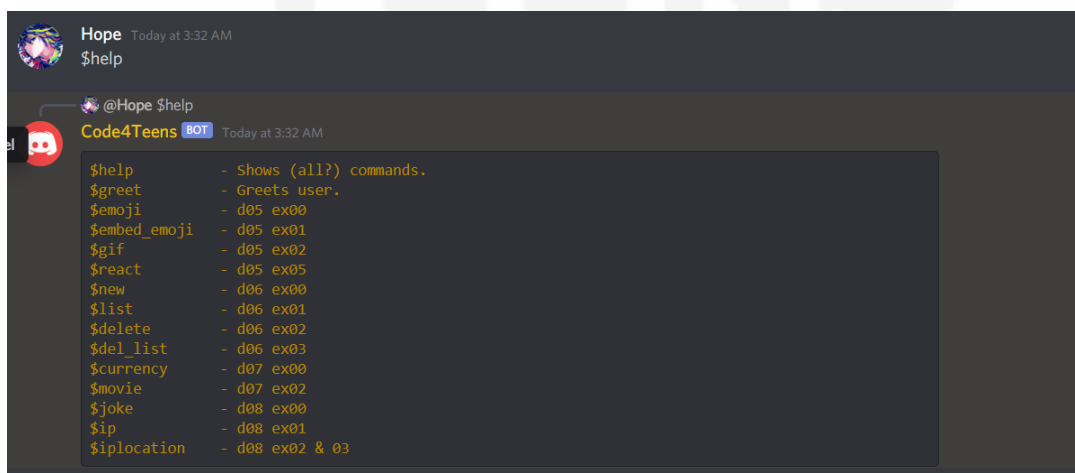 Hope Today at 3:32 AM
$help
@Hope $help
Code4Teens BOT Today at 3:32 AM
el
$help - Shows (all?) commands.
$greet - Greets user.
$emoji - d05 ex00
$embed_emoji - d05 ex01
$gif - d05 ex02
$react - d05 ex05
$new - d06 ex00
$list - d06 ex01
$delete - d06 ex02
$del_list - d06 ex03
$currency - d07 ex00
$movie - d07 ex02
$joke - d08 ex00
$ip - d08 ex01
$iplocation - d08 ex02 & 03